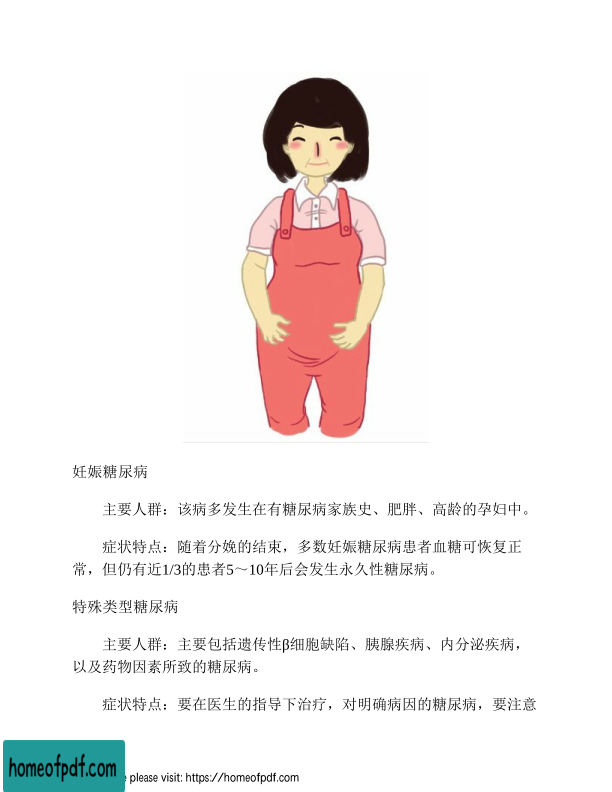 妊娠糖尿病
主要人群：该病多发生在有糖尿病家族史、肥胖、高龄的孕妇中。
症状特点：随着分娩的结束，多数妊娠糖尿病患者血糖可恢复正
常，但仍有近1/3的患者5～10年后会发生永久性糖尿病。
特殊类型糖尿病
主要人群：主要包括遗传性β细胞缺陷、胰腺疾病、内分泌疾病，
以及药物因素所致的糖尿病。
症状特点：要在医生的指导下治疗，对明确病因的糖尿病，要注意
homeofpdf.com
e please visit: https://homeofpdf.com